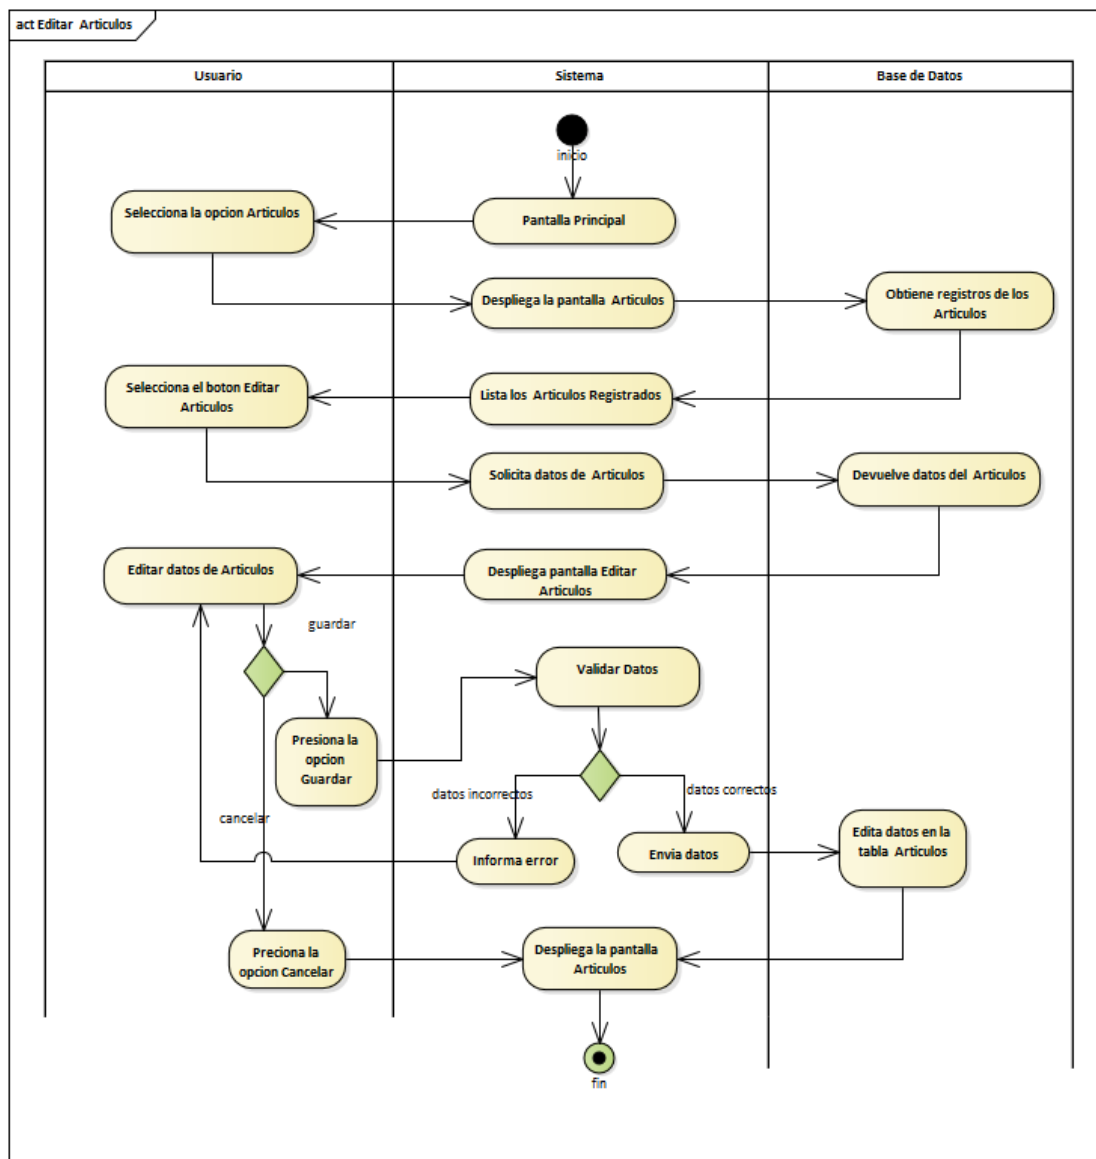 act Editar Articulos
Usuario
Sistema
Base de Datos
inicio
Selecciona la opcion Articulos
Pantalla Principal
Despliega la pantalla Articulos
Obtiene registros de los
Articulos
Selecciona el boton Editar
Articulos
Lista los Articulos Registrados
Solicita datos de Articulos
Devuelve datos del Articulos
Editar datos de Articulos
Despliega pantalla Editar
Articulos
guardar
Validar Datos
Presiona la
opcion
Guardar
datos incorrectos
datos correctos
cancelar
Informa error
Envia datos
Edita datos en la
tabla Articulos
Preciona la
opcion Cancelar
Despliega la pantalla
Articulos
fin